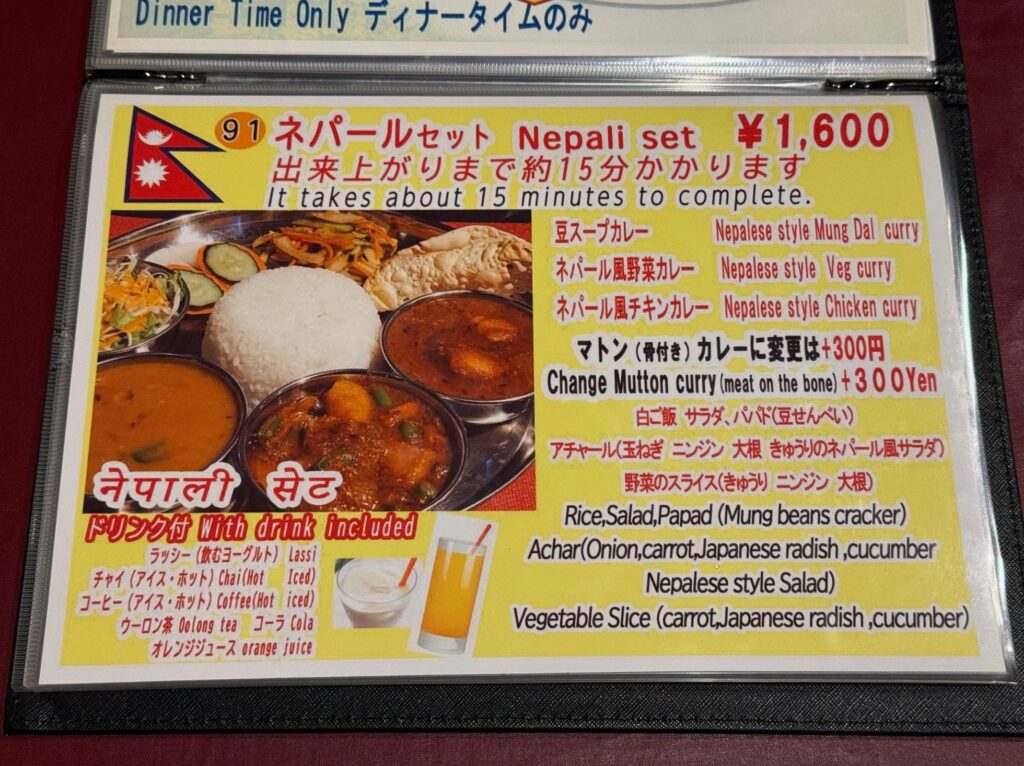 Dinner Time Only ディナータイムのみ
91 ネパールセット Nepali set ¥1,600
出来上がりまで約15分かかります
It takes about 15 minutes to complete.
豆スープカレー Nepalese style Mung Dal curry
ネパール風野菜カレー Nepalese style Veg curry
ネパール風チキンカレー Nepalese style Chicken curry
マトン(骨付き)カレーに変更は+300円
Change Mutton curry(meat on the bone)+300Yen
白ご飯 サラダ、パパド(豆せんべい)
アチャール(玉ねぎ ニンジン 大根 きゅうりのネパール風サラダ)
野菜のスライス(きゅうり ニンジン 大根)
Rice,Salad,Papad (Mung beans cracker)
Achar(Onion,carrot,Japanese radish ,cucumber
Nepalese style Salad)
Vegetable Slice (carrot,Japanese radish ,cucumber)
नेपाली सेट
ドリンク付 With drink included
ラッシー(飲むヨーグルト) Lassi
チャイ(アイス・ホット)Chai(Hot Iced)
コーヒー(アイス・ホット)Coffee(Hot iced)
ウーロン茶 Oolong tea コーラ Cola
オレンジジュース orange juice